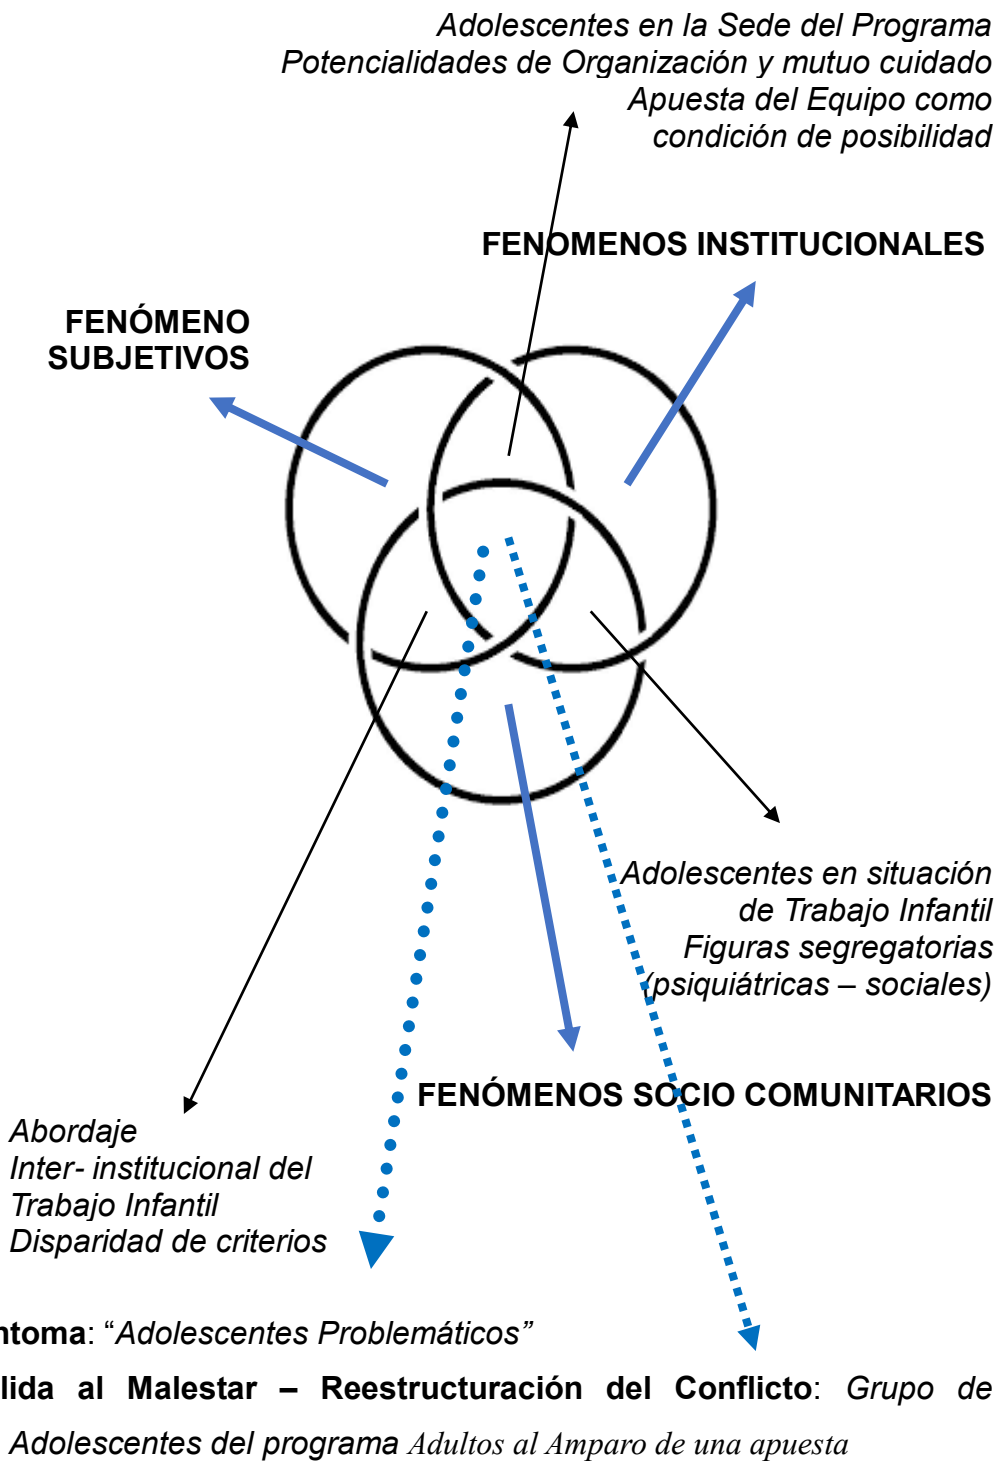 Adolescentes en la Sede del Programa
Potencialidades de Organización y mutuo cuidado
Apuesta del Equipo como
condición de posibilidad
FENOMENOS INSTITUCIONALES
FENÓMENO
SUBJETIVOS
Adolescentes en situación
de Trabajo Infantil
Figuras segregatorias
(psiquiátricas – sociales)
FENÓMENOS SOCIO COMUNITARIOS
Abordaje
Inter- institucional del
Trabajo Infantil
Disparidad de criterios
ntoma: “Adolescentes Problemáticos”
lida al Malestar – Reestructuración del Conflicto: Grupo de
Adolescentes del programa Adultos al Amparo de una apuesta